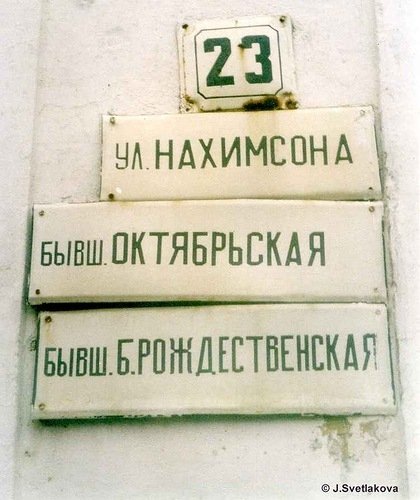 23
УЛ. НАХИМСОНА
БЫВШ. ОКТЯБРЬСКАЯ
БЫВШ. Б. РОЖДЕСТВЕНСКАЯ
© J.Svetlakova